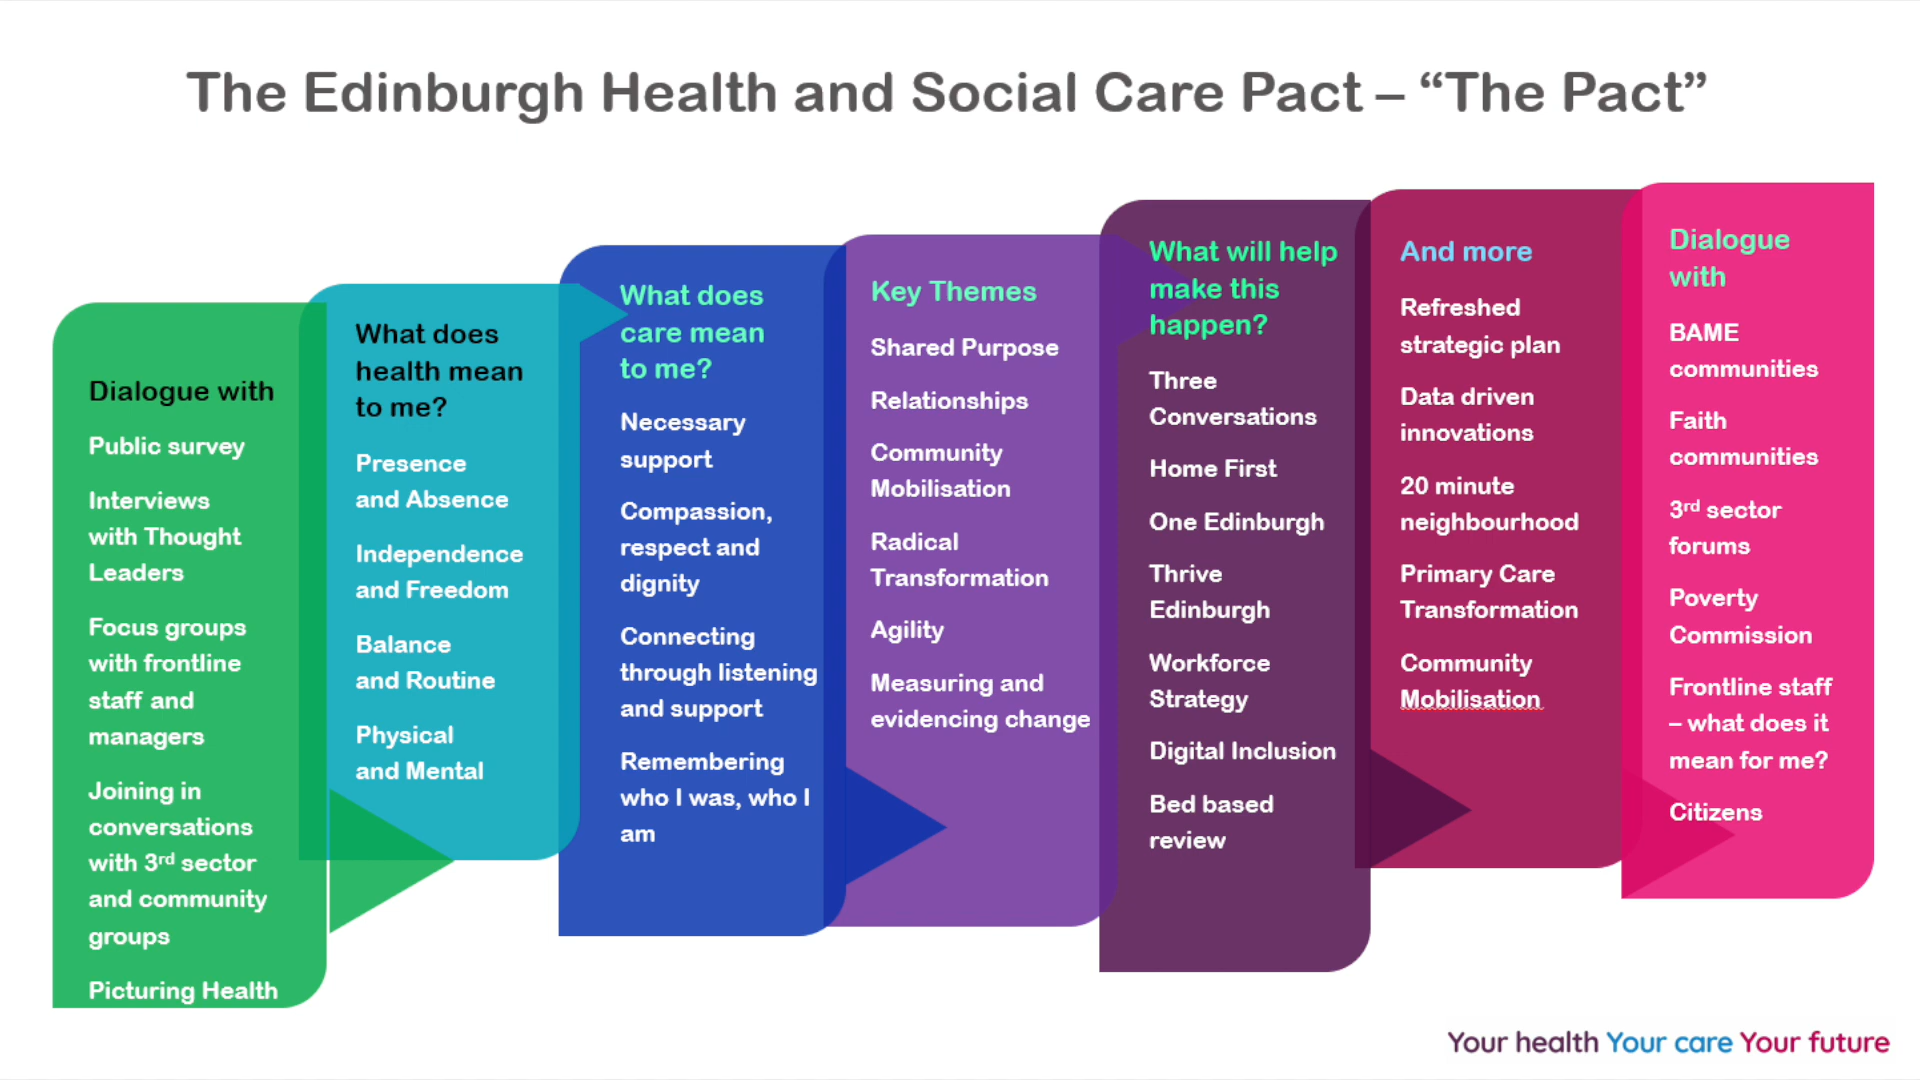 The Edinburgh Health and Social Care Pact – “The Pact”
Dialogue with
Public survey
Interviews
with Thought
Leaders
Focus groups
with frontline
staff and
managers
Joining in
conversations
with 3rd sector
and community
groups
Picturing Health
What does
health mean
to me?
Presence
and Absence
Independence
and Freedom
Balance
and Routine
Physical
and Mental
What does
care mean
to me?
Necessary
support
Compassion,
respect and
dignity
Connecting
through listening
and support
Remembering
who I was, who I
am
Key Themes
Shared Purpose
Relationships
Community
Mobilisation
Radical
Transformation
Agility
Measuring and
evidencing change
What will help
make this
happen?
Three
Conversations
Home First
One Edinburgh
Thrive
Edinburgh
Workforce
Strategy
Digital Inclusion
Bed based
review
And more
Refreshed
strategic plan
Data driven
innovations
20 minute
neighbourhood
Primary Care
Transformation
Community
Mobilisation
Dialogue
with
BAME
communities
Faith
communities
3rd sector
forums
Poverty
Commission
Frontline staff
– what does it
mean for me?
Citizens
Your health Your care Your future